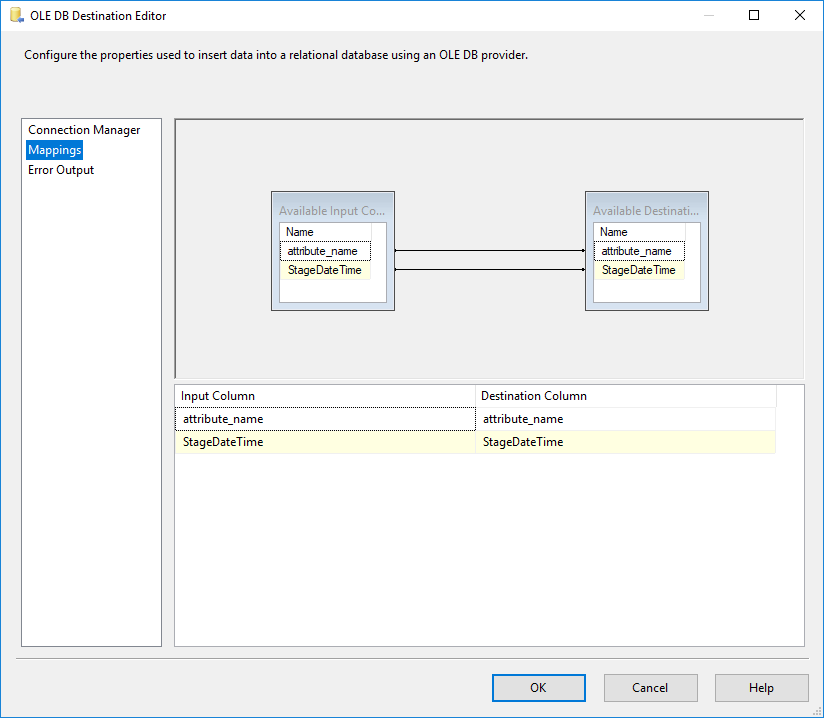 OLE DB Destination Editor
Configure the properties used to insert data into a relational database using an OLE DB provider.
Connection Manager
Mappings
Error Output
Available Input Co...
Name
attribute_name
StageDateTime
Available Destinati...
Name
attribute_name
StageDateTime
Input Column Destination Column
attribute_name attribute_name
StageDateTime StageDateTime
OK Cancel Help